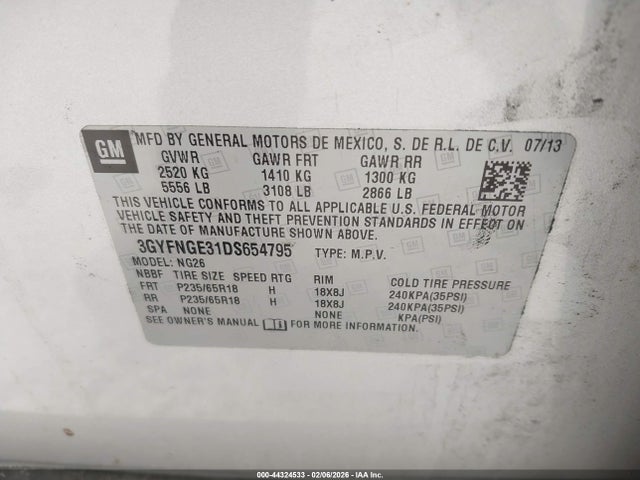 GM
MFD BY GENERAL MOTORS DE MEXICO, S. DE R.L. DE C.V. 07/13
GVWR GAWR FRT GAWR RR
2520 KG 1410 KG 1300 KG
5556 LB 3108 LB 2866 LB
THIS VEHICLE CONFORMS TO ALL APPLICABLE U.S. FEDERAL MOTOR
VEHICLE SAFETY AND THEFT PREVENTION STANDARDS IN EFFECT ON
THE DATE OF MANUFACTURE SHOWN ABOVE.
3GYFNGE31DS654795 TYPE: M.P.V.
MODEL: NG26
NBBF TIRE SIZE SPEED RTG RIM COLD TIRE PRESSURE
FRT P235/65R18 H 18X8J 240KPA(35PSI)
RR P235/65R18 H 18X8J 240KPA(35PSI)
SPA NONE NONE KPA(PSI)
SEE OWNER'S MANUAL FOR MORE INFORMATION.
000-44324533 - 02/06/2026 - IAA Inc.